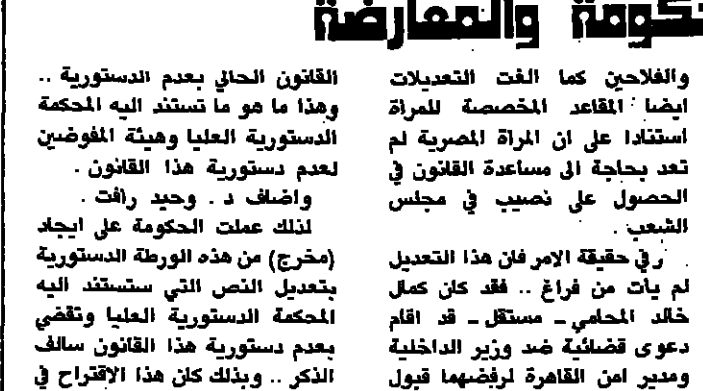 حكومة والمعارضة
والفلاحين كما الغت التعديلات
ايضا المقاعد المخصصة للمراة
استنادا على ان المراة المصرية لم
تعد بحاجة الى مساعدة القانون في
الحصول على نصيب في مجلس
الشعب .
وفي حقيقة الامر فان هذا التعديل
لم يات من فراغ .. فقد كان كمال
خالد المحامي ـ مستقل ـ قد اقام
دعوى قضائية ضد وزير الداخلية
ومدير امن القاهرة لرفضهما قبول
القانون الحالي بعدم الدستورية ..
وهذا ما هو ما تستند اليه المحكمة
الدستورية العليا وهيئة المفوضين
لعدم دستورية هذا القانون .
واضاف د . وحيد رافت .
لذلك عملت الحكومة على ايجاد
(مخرج) من هذه الورطة الدستورية
بتعديل النص التي ستستند اليه
المحكمة الدستورية العليا وتقضي
بعدم دستورية هذا القانون سالف
الذكر .. وبذلك كان هذا الاقتراح في